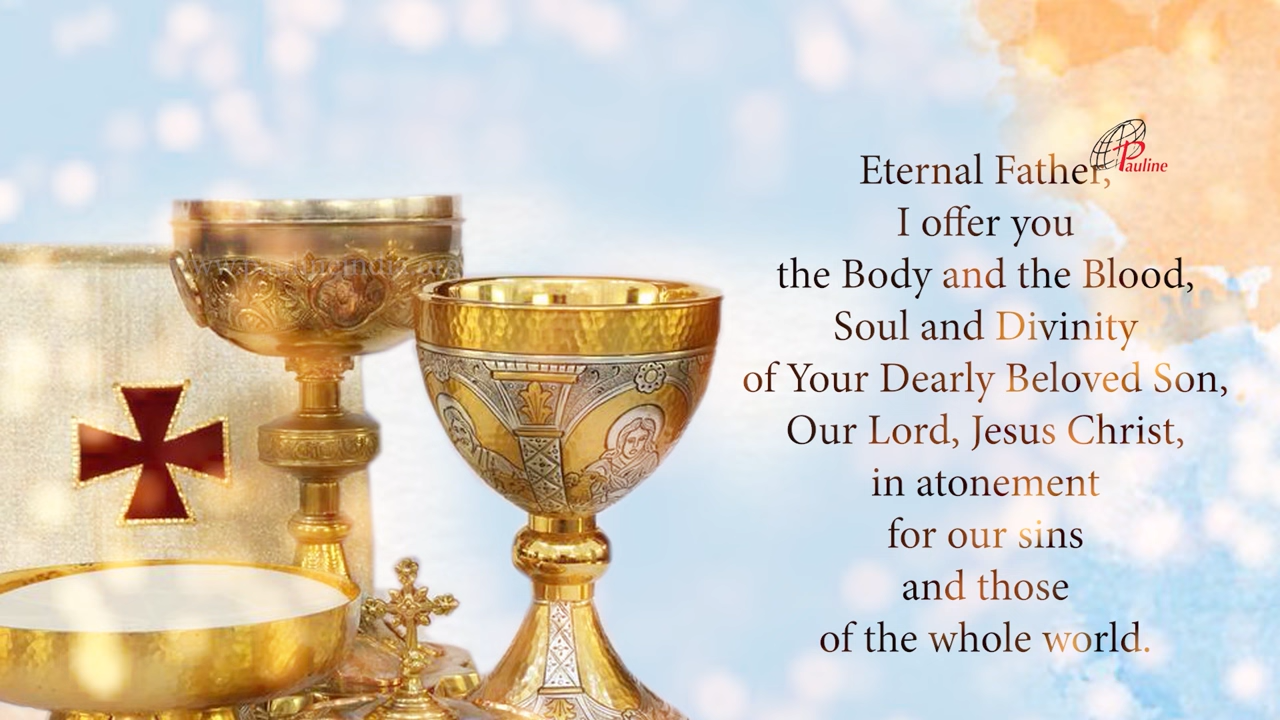 Pauline
Eternal Father,
I offer you
the Body and the Blood,
Soul and Divinity
of Your Dearly Beloved Son,
Our Lord, Jesus Christ,
in atonement
for our sins
and those
of the whole world.